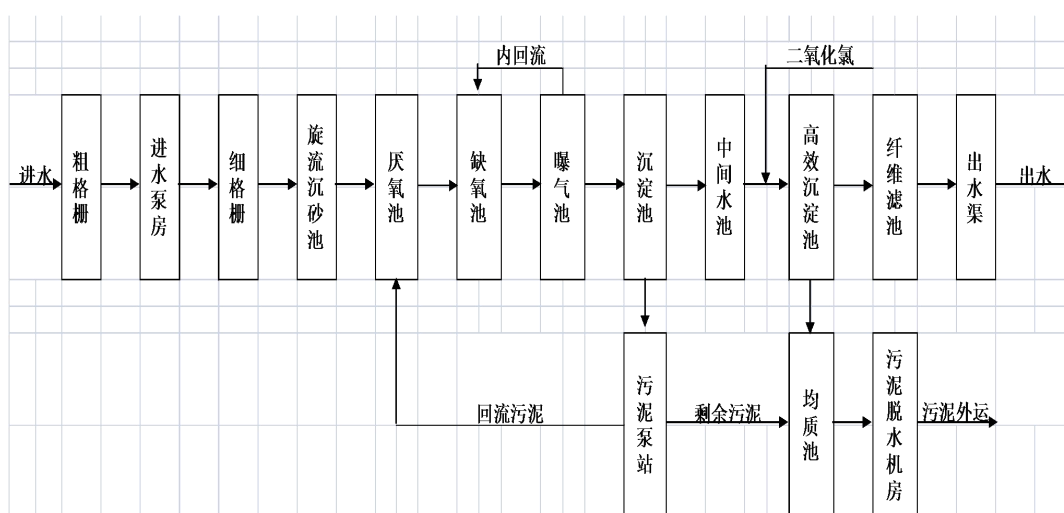 内回流
二氧化氯
进水
粗格栅
进水泵房
细格栅
旋流沉砂池
厌氧池
缺氧池
曝气池
沉淀池
中间水池
高效沉淀池
纤维滤池
出水渠
出水
回流污泥
污泥泵站
剩余污泥
均质池
污泥脱水机房
污泥外运